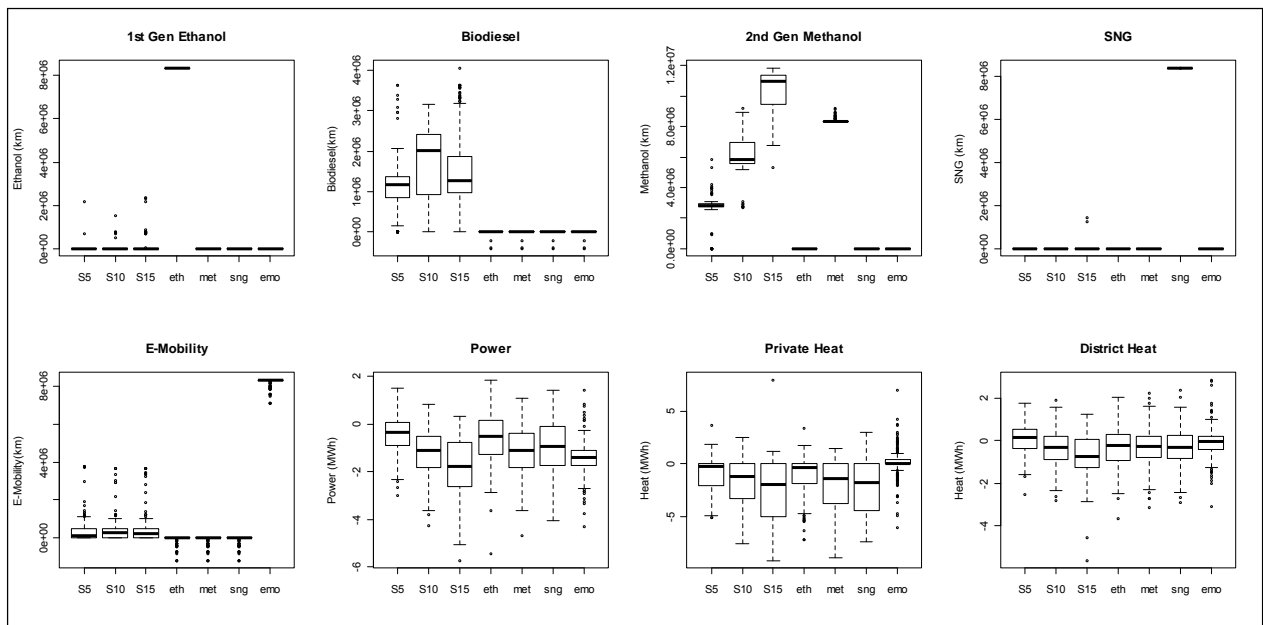 1st Gen Ethanol
Ethanol (km)
8e+06
6e+06
4e+06
2e+06
0e+00
S5 S10 S15 eth met sng emo
Biodiesel
Biodiesel(km)
4e+06
3e+06
2e+06
1e+06
0e+00
S5 S10 S15 eth met sng emo
2nd Gen Methanol
Methanol (km)
1.2e+07
8.0e+06
4.0e+06
0.0e+00
S5 S10 S15 eth met sng emo
SNG
SNG (km)
8e+06
6e+06
4e+06
2e+06
0e+00
S5 S10 S15 eth met sng emo
E-Mobility
E-Mobility(km)
8e+06
4e+06
0e+00
S5 S10 S15 eth met sng emo
Power
Power (MWh)
2
0
-2
-4
-6
S5 S10 S15 eth met sng emo
Private Heat
Heat (MWh)
5
0
-5
S5 S10 S15 eth met sng emo
District Heat
Heat (MWh)
2
0
-2
-4
S5 S10 S15 eth met sng emo